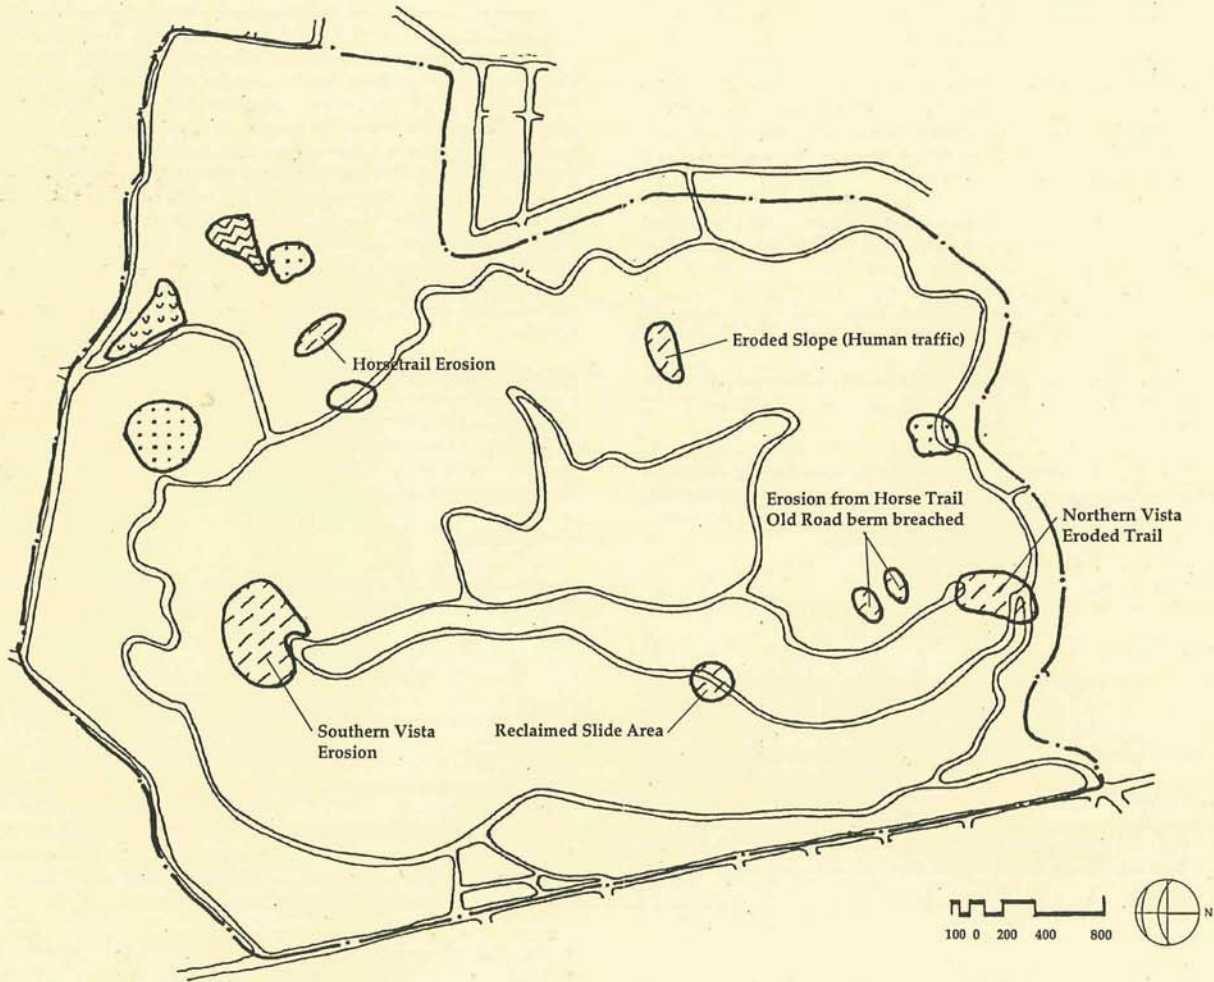 Eroded Slope (Human traffic)
Horsetrail Erosion
Erosion from Horse Trail
Old Road berm breached
Northern Vista
Eroded Trail
Southern Vista
Erosion
Reclaimed Slide Area
N
100 0 200 400 800